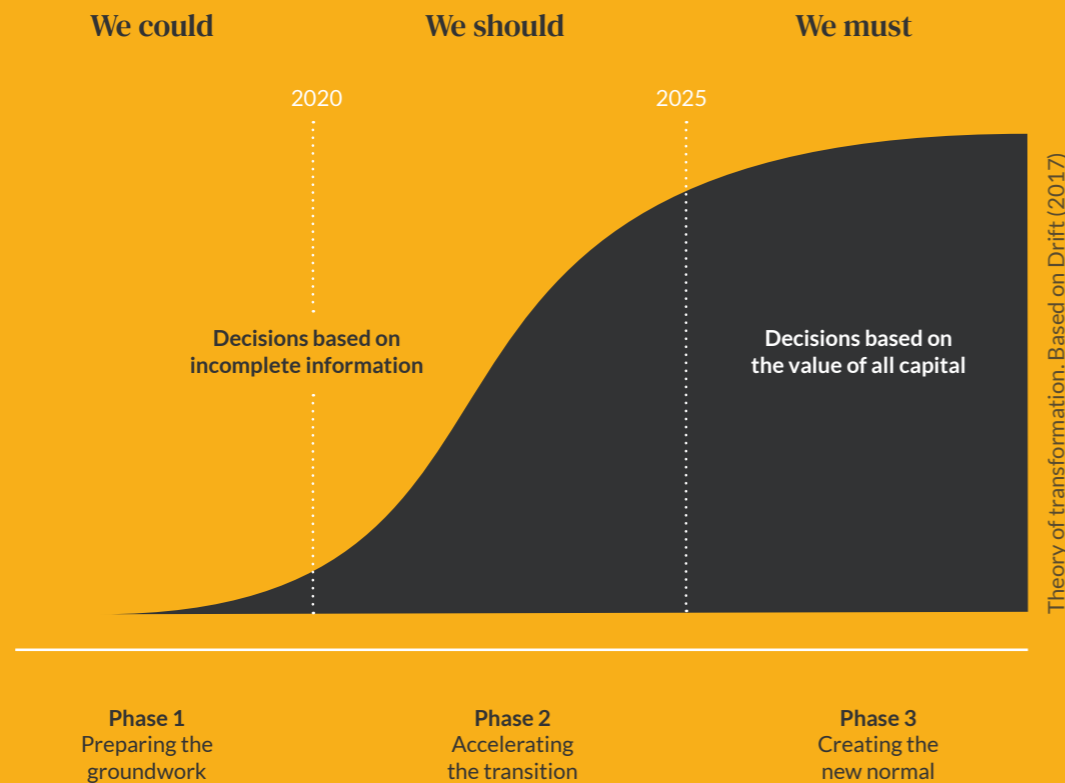 We could
We should
We must
2020
2025
Decisions based on
incomplete information
Decisions based on
the value of all capital
Theory of transformation. Based on Drift (2017)
Phase 1
Preparing the
groundwork
Phase 2
Accelerating
the transition
Phase 3
Creating the
new normal